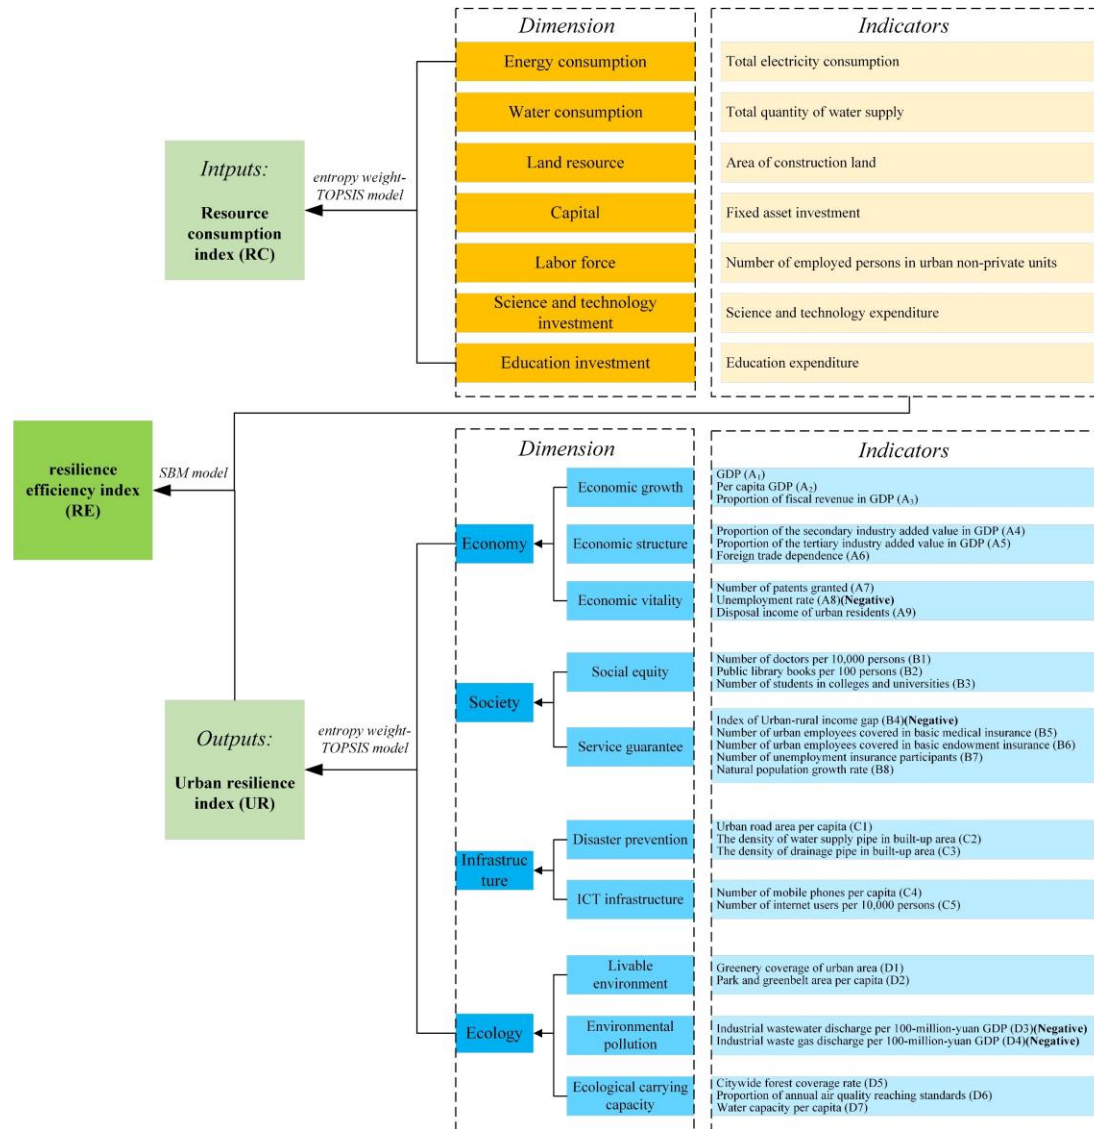 Dimension
Indicators
Energy consumption
Total electricity consumption
Water consumption
Total quantity of water supply
Land resource
Area of construction land
Capital
Fixed asset investment
Labor force
Number of employed persons in urban non-private units
Science and technology
investment
Science and technology expenditure
Education investment
Education expenditure
Intputs:
Resource
consumption
index (RC)
entropy weight-
TOPSIS model
resilience
efficiency index
(RE)
SBM model
Outputs:
Urban resilience
index (UR)
entropy weight-
TOPSIS model
Dimension
Indicators
Economy
Economic growth
GDP (A₁)
Per capita GDP (A₂)
Proportion of fiscal revenue in GDP (A₃)
Economic structure
Proportion of the secondary industry added value in GDP (A4)
Proportion of the tertiary industry added value in GDP (A5)
Foreign trade dependence (A6)
Economic vitality
Number of patents granted (A7)
Unemployment rate (A8)(Negative)
Disposal income of urban residents (A9)
Society
Social equity
Number of doctors per 10,000 persons (B1)
Public library books per 100 persons (B2)
Number of students in colleges and universities (B3)
Service guarantee
Index of Urban-rural income gap (B4)(Negative)
Number of urban employees covered in basic medical insurance (B5)
Number of urban employees covered in basic endowment insurance (B6)
Number of unemployment insurance participants (B7)
Natural population growth rate (B8)
Infrastruc
ture
Disaster prevention
Urban road area per capita (C1)
The density of water supply pipe in built-up area (C2)
The density of drainage pipe in built-up area (C3)
ICT infrastructure
Number of mobile phones per capita (C4)
Number of internet users per 10,000 persons (C5)
Ecology
Livable
environment
Greenery coverage of urban area (D1)
Park and greenbelt area per capita (D2)
Environmental
pollution
Industrial wastewater discharge per 100-million-yuan GDP (D3)(Negative)
Industrial waste gas discharge per 100-million-yuan GDP (D4)(Negative)
Ecological carrying
capacity
Citywide forest coverage rate (D5)
Proportion of annual air quality reaching standards (D6)
Water capacity per capita (D7)